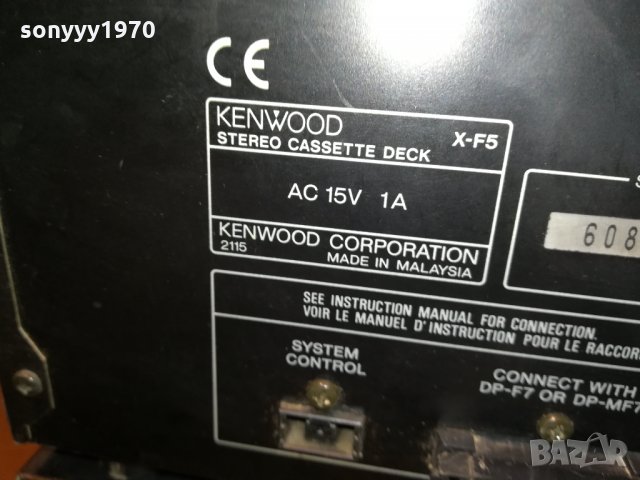 sonyyy1970
CE
KENWOOD X-F5
STEREO CASSETTE DECK
AC 15V 1A
KENWOOD CORPORATION
2115 MADE IN MALAYSIA
S
608
SEE INSTRUCTION MANUAL FOR CONNECTION.
VOIR LE MANUEL D'INSTRUCTION POUR LE RACCOR
SYSTEM
CONTROL
CONNECT WITH
DP-F7 OR DP-MF7
BAZAR